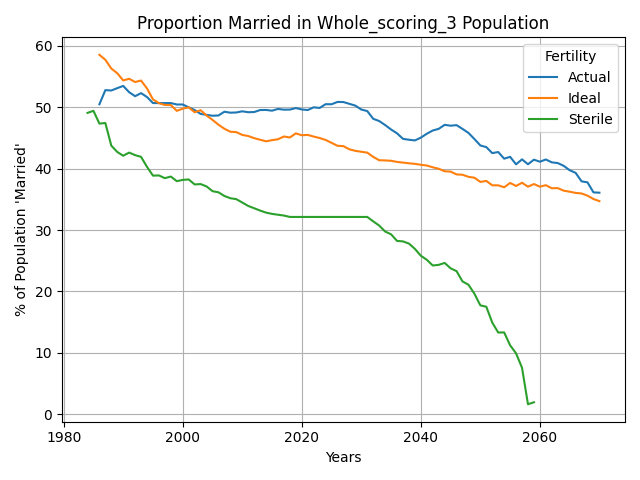 Proportion Married in Whole_scoring_3 Population
60
50
40
30
20
10
0
% of Population 'Married'
1980
2000
2020
2040
2060
Years
Fertility
Actual
Ideal
Sterile